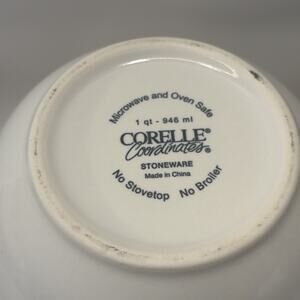 Microwave and Oven Safe
1 qt - 946 ml
CORELLE®
Coordinates®
STONEWARE
Made in China
No Stovetop No Broiler